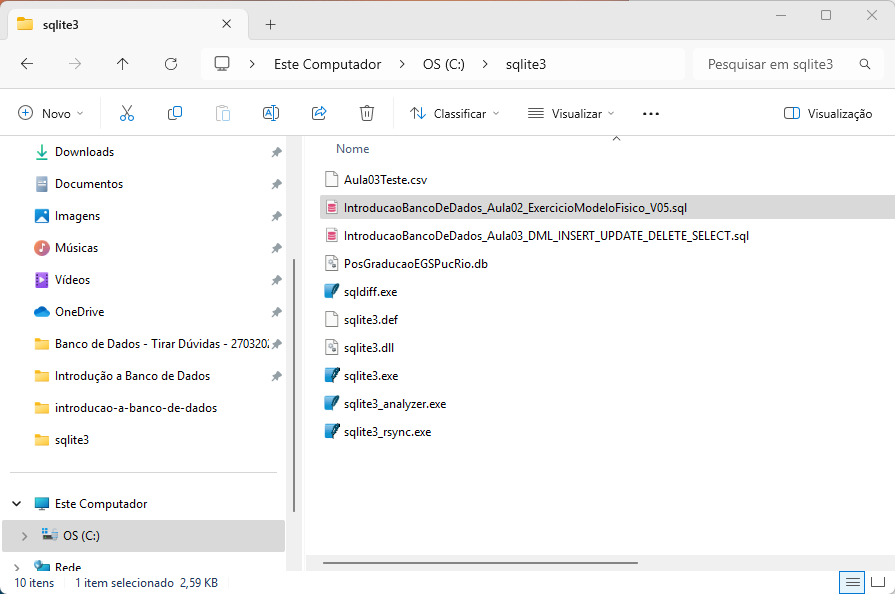 sqlite3
Este Computador
OS (C:)
sqlite3
Pesquisar em sqlite3
Novo
Classificar
Visualizar
Visualização
Downloads
Documentos
Imagens
Músicas
Vídeos
OneDrive
Banco de Dados - Tirar Dúvidas - 270320
Introdução a Banco de Dados
introducao-a-banco-de-dados
sqlite3
Este Computador
OS (C:)
Rede
Nome
Aula03Teste.csv
IntroducaoBancoDeDados_Aula02_ExercicioModeloFisico_V05.sql
IntroducaoBancoDeDados_Aula03_DML_INSERT_UPDATE_DELETE_SELECT.sql
PosGraducaoEGSPucRio.db
sqldiff.exe
sqlite3.def
sqlite3.dll
sqlite3.exe
sqlite3_analyzer.exe
sqlite3_rsync.exe
10 itens
1 item selecionado 2,59 KB